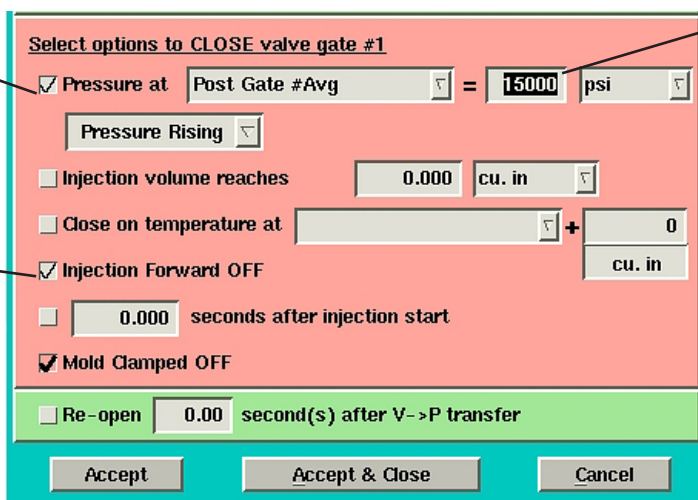 Select options to CLOSE valve gate #1
Pressure at Post Gate #Avg = 15000 psi
Pressure Rising
Injection volume reaches 0.000 cu. in
Close on temperature at + 0
cu. in
Injection Forward OFF
0.000 seconds after injection start
Mold Clamped OFF
Re-open 0.00 second(s) after V->P transfer
Accept Accept & Close Cancel